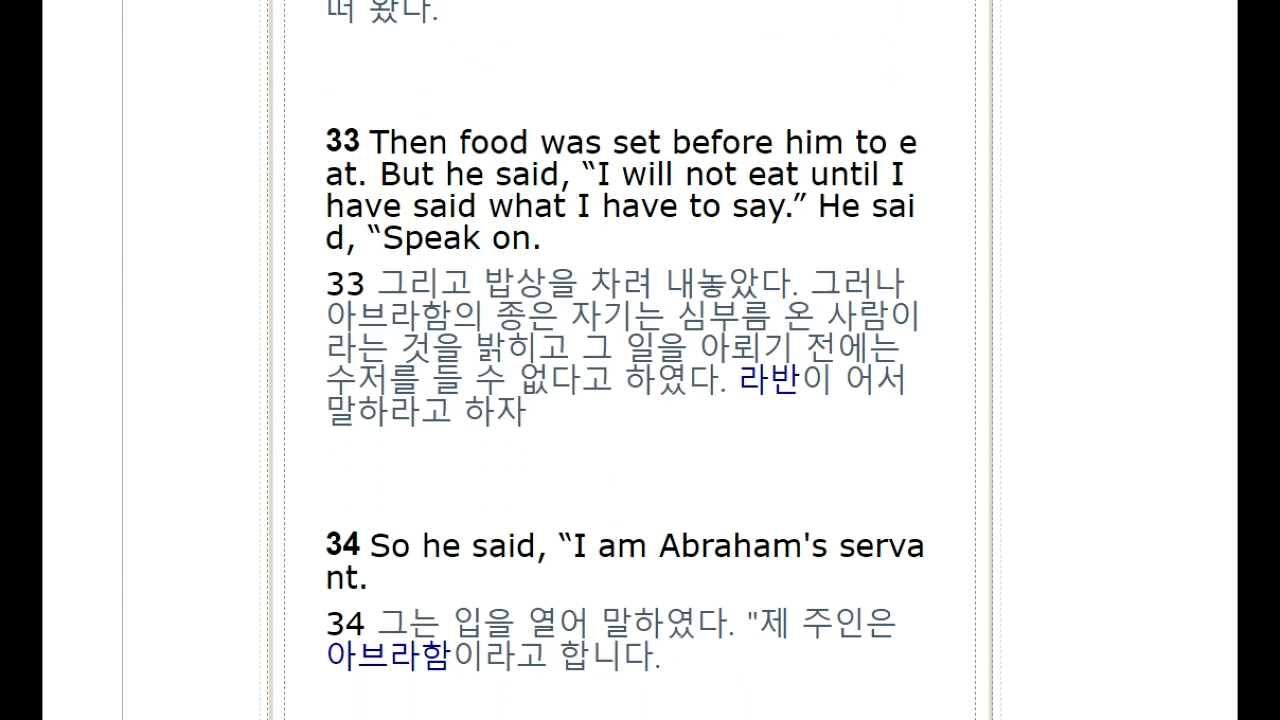 떠 왔다.
33 Then food was set before him to e
at. But he said, “I will not eat until I
have said what I have to say.” He sai
d, “Speak on.
33 그리고 밥상을 차려 내놓았다. 그러나
아브라함의 종은 자기는 심부름 온 사람이
라는 것을 밝히고 그 일을 아뢰기 전에는
수저를 들 수 없다고 하였다. 라반이 어서
말하라고 하자
34 So he said, “I am Abraham's serva
nt.
34 그는 입을 열어 말하였다. "제 주인은
아브라함이라고 합니다.